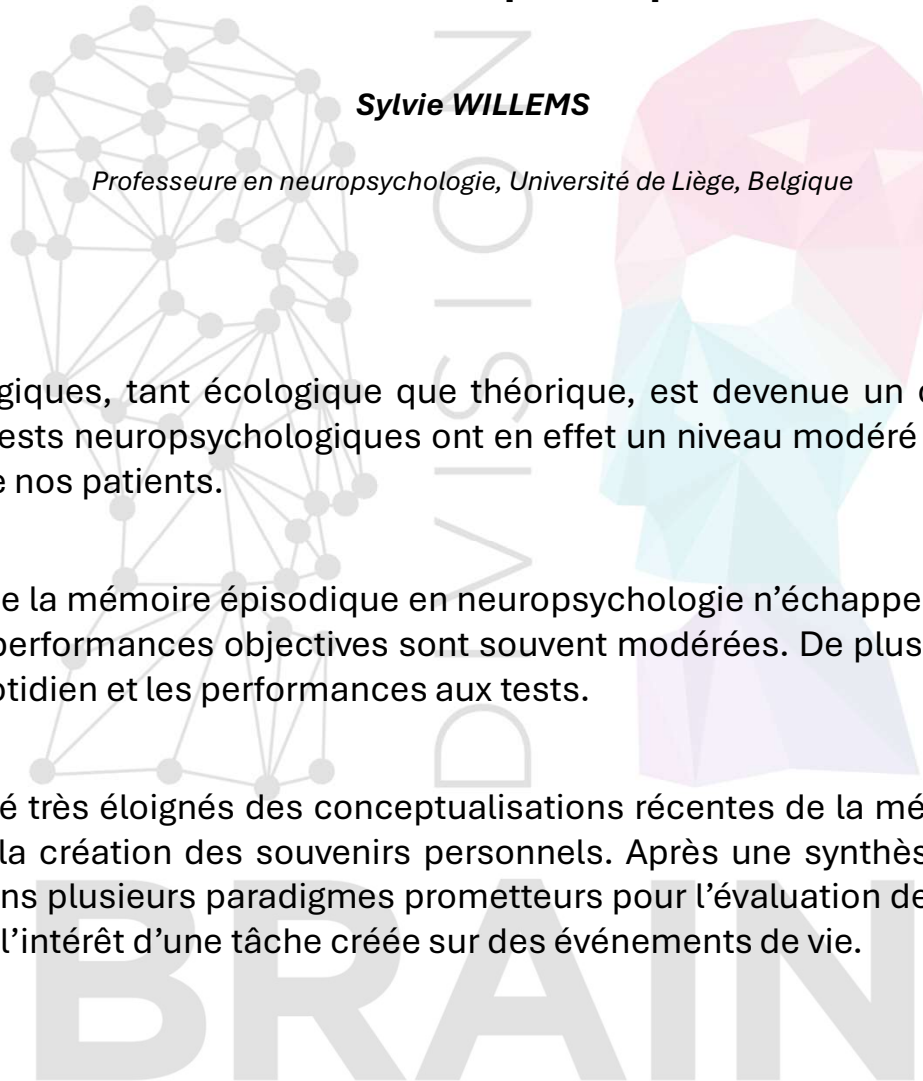 Sylvie WILLEMS
Professeure en neuropsychologie, Université de Liège, Belgique
giques, tant écologique que théorique, est devenue un
tests neuropsychologiques ont en effet un niveau modéré
e nos patients.
e la mémoire épisodique en neuropsychologie n’échappe
performances objectives sont souvent modérées. De plus
otidien et les performances aux tests.
é très éloignés des conceptualisations récentes de la mé
la création des souvenirs personnels. Après une synthès
ns plusieurs paradigmes prometteurs pour l’évaluation de
l’intérêt d’une tâche créée sur des événements de vie.
DIVISION
BRAIN